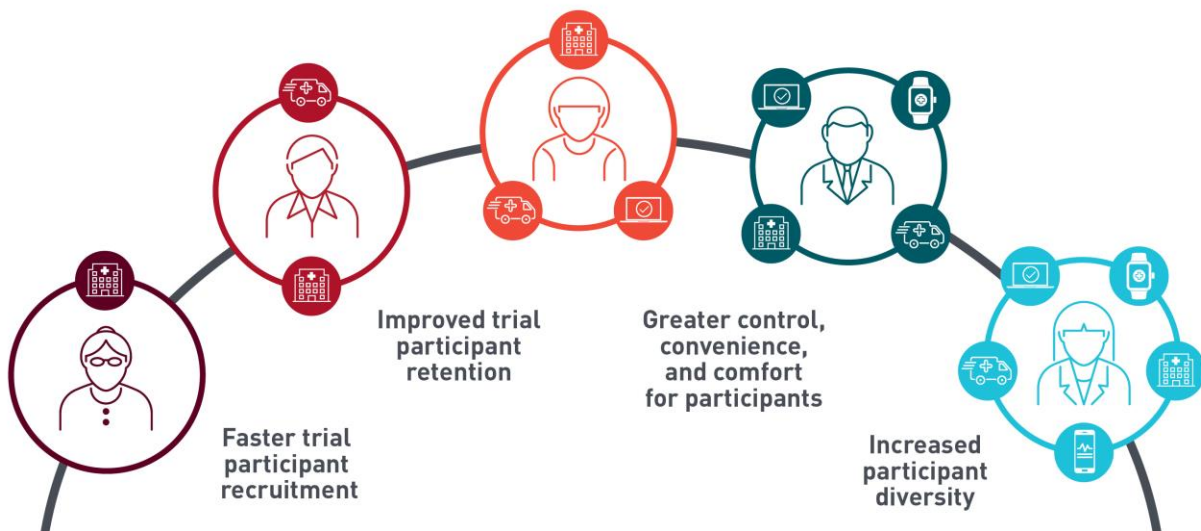 Faster trial
participant
recruitment
Improved trial
participant
retention
Greater control,
convenience,
and comfort
for participants
Increased
participant
diversity